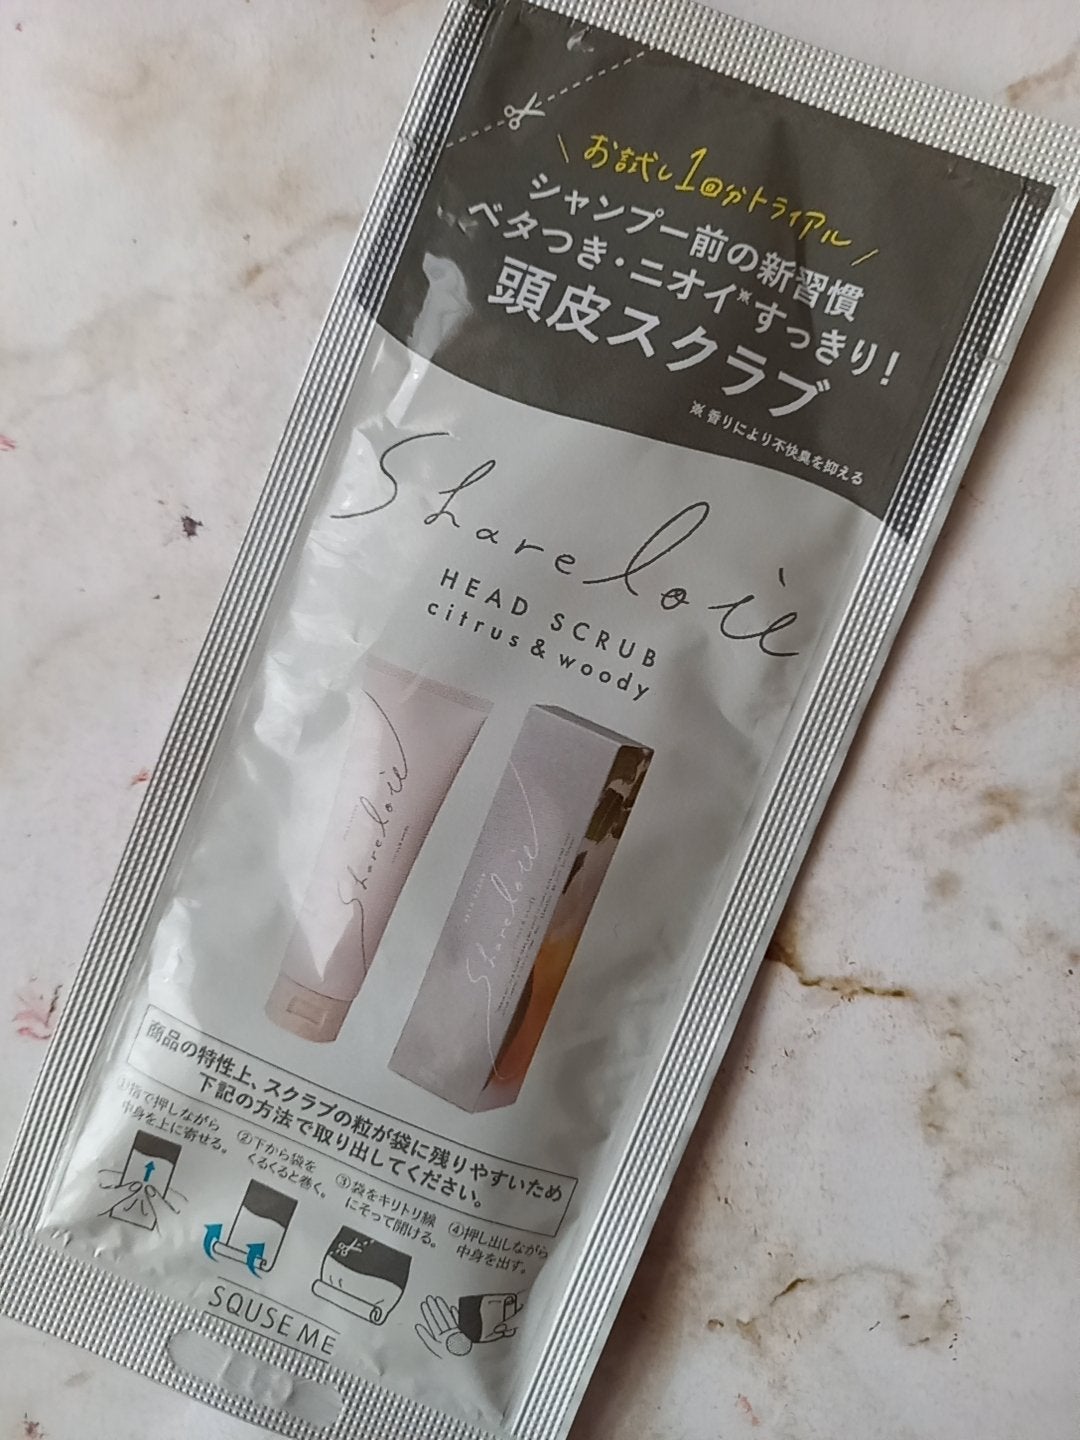 お試し1回分トライアル
シャンプー前の新習慣
ベタつき・ニオイ※すっきり!
頭皮スクラブ
※香りにより不快臭を抑える
Share loie
HEAD SCRUB
citrus & woody
Share loie
Share loie
商品の特性上、スクラブの粒が袋に残りやすいため
下記の方法で取り出してください。
①指で押しながら
中身を上に寄せる。
②下から袋を
くるくると巻く。
③袋をキリトリ線
にそって開ける。
④押し出しながら
中身を出す。
SQUSE ME